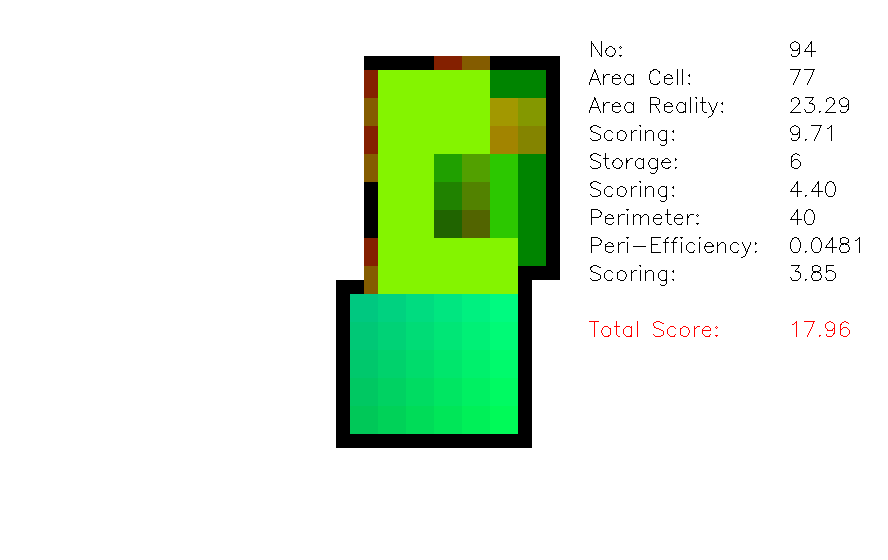 No: 94
Area Cell: 77
Area Reality: 23.29
Scoring: 9.71
Storage: 6
Scoring: 4.40
Perimeter: 40
Peri-Efficiency: 0.0481
Scoring: 3.85
Total Score: 17.96